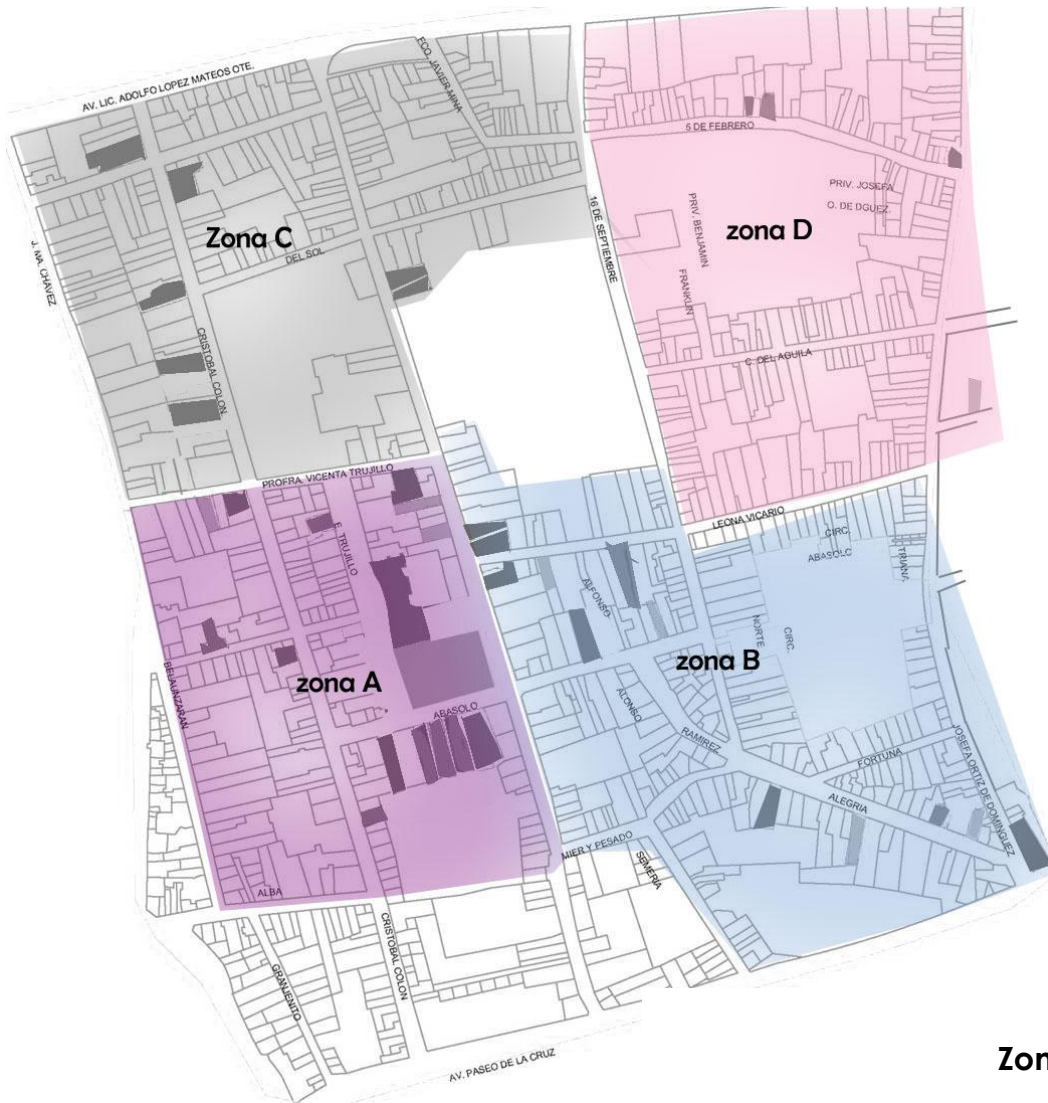 AV. LIC. ADOLFO LOPEZ MATEOS OTE.
FCO. JAVIER MINA
5 DE FEBRERO
PRIV. JOSEFA
O. DE DGUEZ.
16 DE SEPTIEMBRE
PRIV. BENJAMIN
FRANKLIN
zona D
Zona C
DEL SOL
J. MA. CHAVEZ
CRISTOBAL COLON
C. DEL AGUILA
PROFRA. VICENTA TRUJILLO
LEONA VICARIO
F. TRUJILLO
CIRC.
ABASOLO
TRIANA
ALFONSO
NORTE
CIRC.
zona B
zona A
BELAUNZARAN
ABASOLO
ALONSO
RAMIREZ
FORTUNA
JOSEFA ORTIZ DE DOMINGUEZ
ALEGRIA
MIER Y PESADO
SEMERIA
ALBA
CRISTOBAL COLON
GRANJENITO
AV. PASEO DE LA CRUZ
Zon